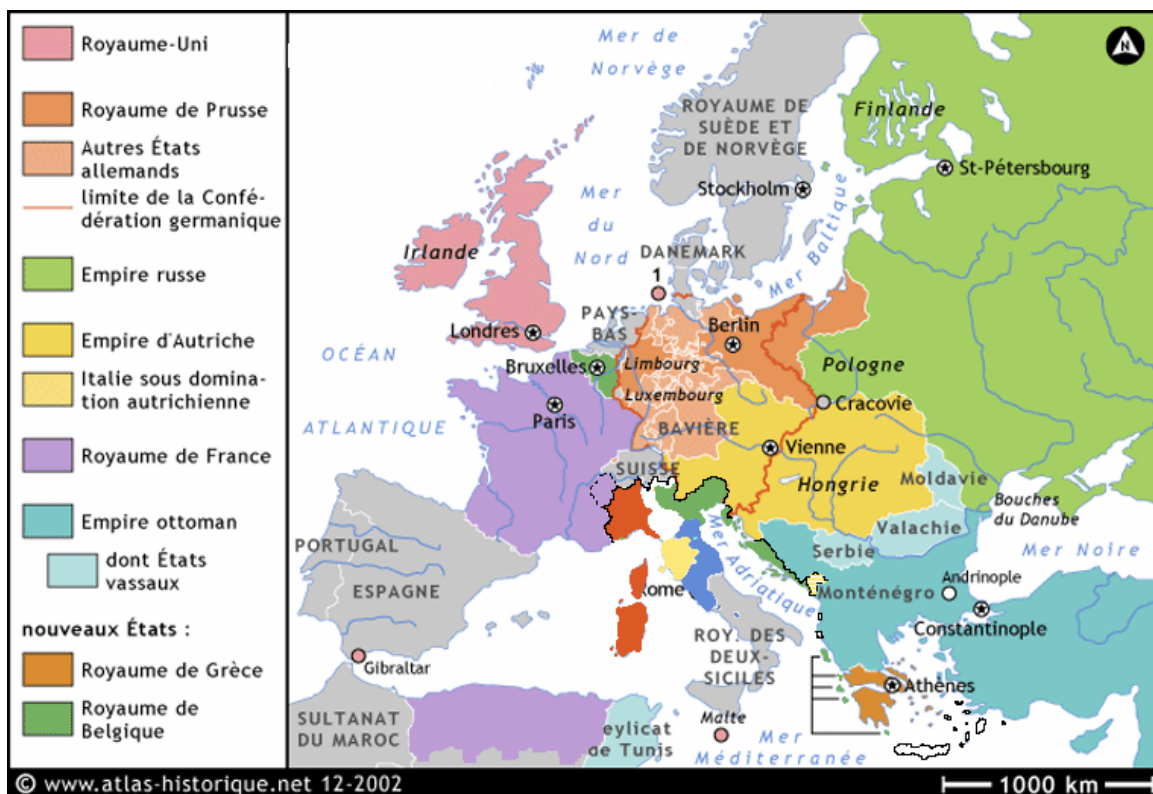 Royaume-Uni
Royaume de Prusse
Autres États
allemands
limite de la Confé-
dération germanique
Empire russe
Empire d'Autriche
Italie sous domina-
tion autrichienne
Royaume de France
Empire ottoman
dont États
vassaux
nouveaux États :
Royaume de Grèce
Royaume de
Belgique
Mer de
Norvège
N
ROYAUME DE
SUÈDE ET
DE NORVÈGE
Finlande
St-Pétersbourg
Stockholm
Mer
du
Nord
Mer Baltique
Irlande
DANEMARK
1
PAYS-
BAS
Londres
Berlin
OCÉAN
ATLANTIQUE
Bruxelles
Limbourg
Luxembourg
Pologne
Cracovie
Paris
BAVIÈRE
Vienne
SUISSE
Hongrie
Moldavie
Bouches
du Danube
Valachie
Serbie
Mer Noire
PORTUGAL
ESPAGNE
Mer Adriatique
Monténégro
Andrinople
Constantinople
Rome
ROY. DES
DEUX-
SICILES
Gibraltar
Athènes
SULTANAT
DU MAROC
eylicat
de Tunis
Malte
Mer
Méditerranée
© www.atlas-historique.net 12-2002
1000 km